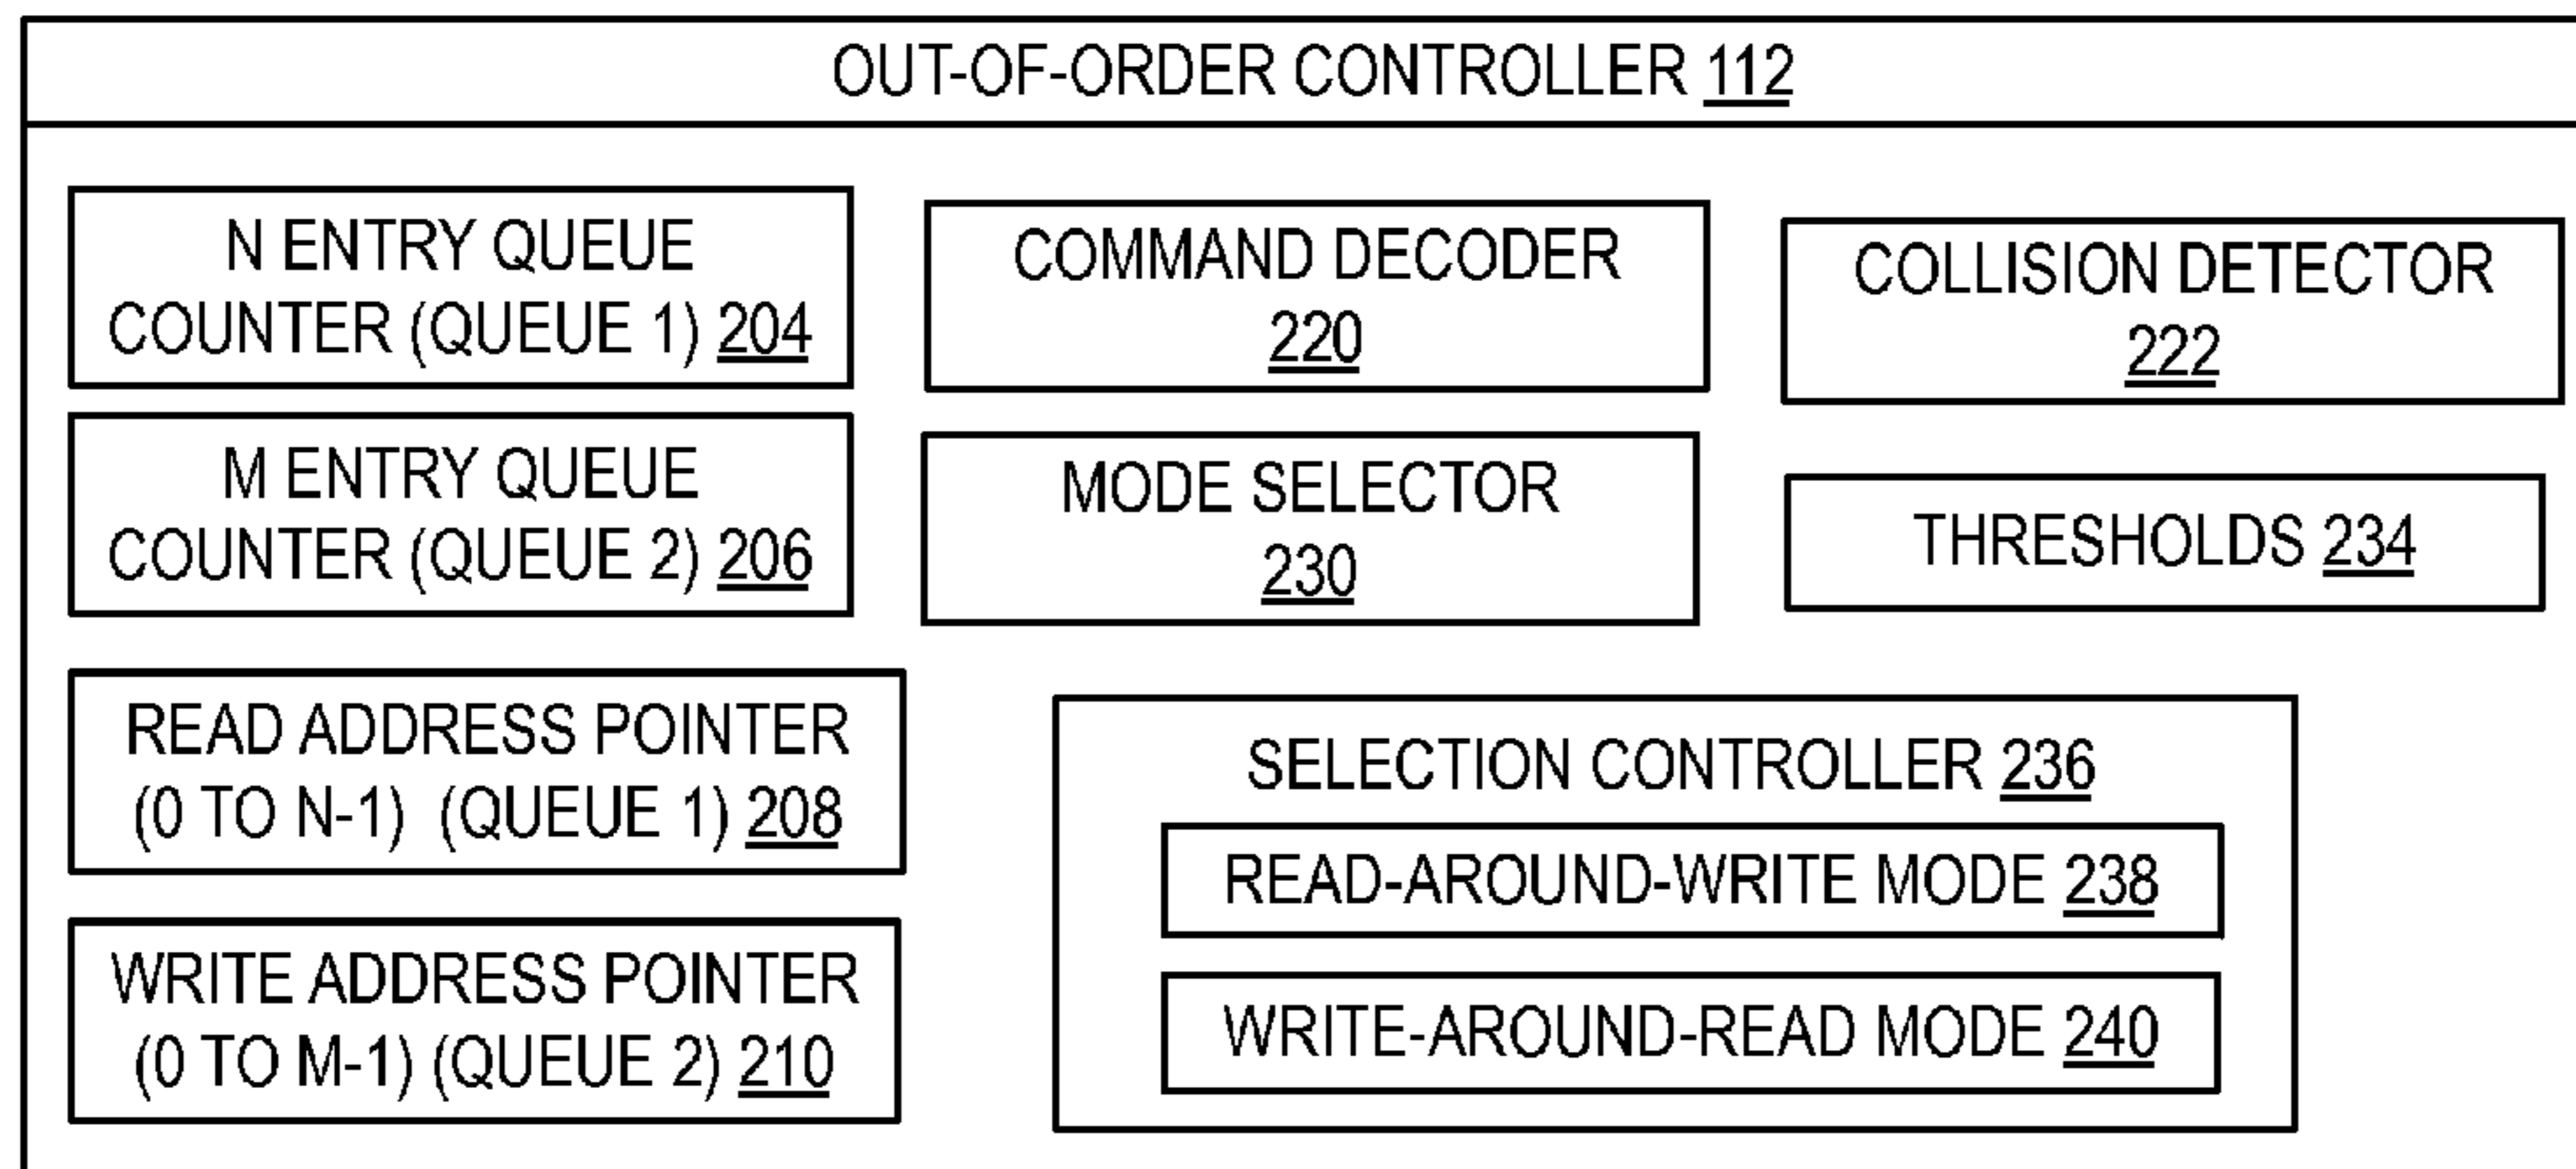 OUT-OF-ORDER CONTROLLER 112
N ENTRY QUEUE
COUNTER (QUEUE 1) 204
COMMAND DECODER
220
COLLISION DETECTOR
222
M ENTRY QUEUE
COUNTER (QUEUE 2) 206
MODE SELECTOR
230
THRESHOLDS 234
READ ADDRESS POINTER
(0 TO N-1) (QUEUE 1) 208
WRITE ADDRESS POINTER
(0 TO M-1) (QUEUE 2) 210
SELECTION CONTROLLER 236
READ-AROUND-WRITE MODE 238
WRITE-AROUND-READ MODE 240